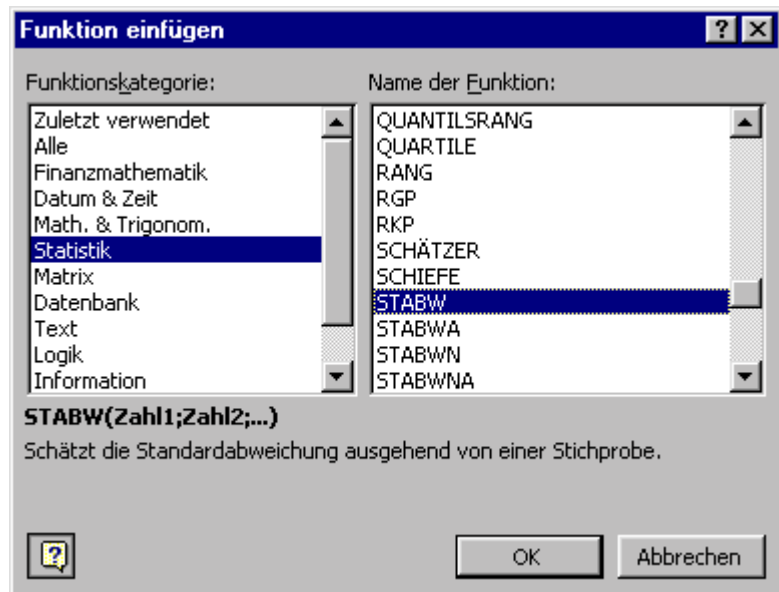 Funktion einfügen
Funktionskategorie:
Zuletzt verwendet
Alle
Finanzmathematik
Datum & Zeit
Math. & Trigonom.
Statistik
Matrix
Datenbank
Text
Logik
Information
Name der Funktion:
QUANTILSRANG
QUARTILE
RANG
RGP
RKP
SCHÄTZER
SCHIEFE
STABW
STABWA
STABWN
STABWNA
STABW(Zahl1;Zahl2;...)
Schätzt die Standardabweichung ausgehend von einer Stichprobe.
OK
Abbrechen